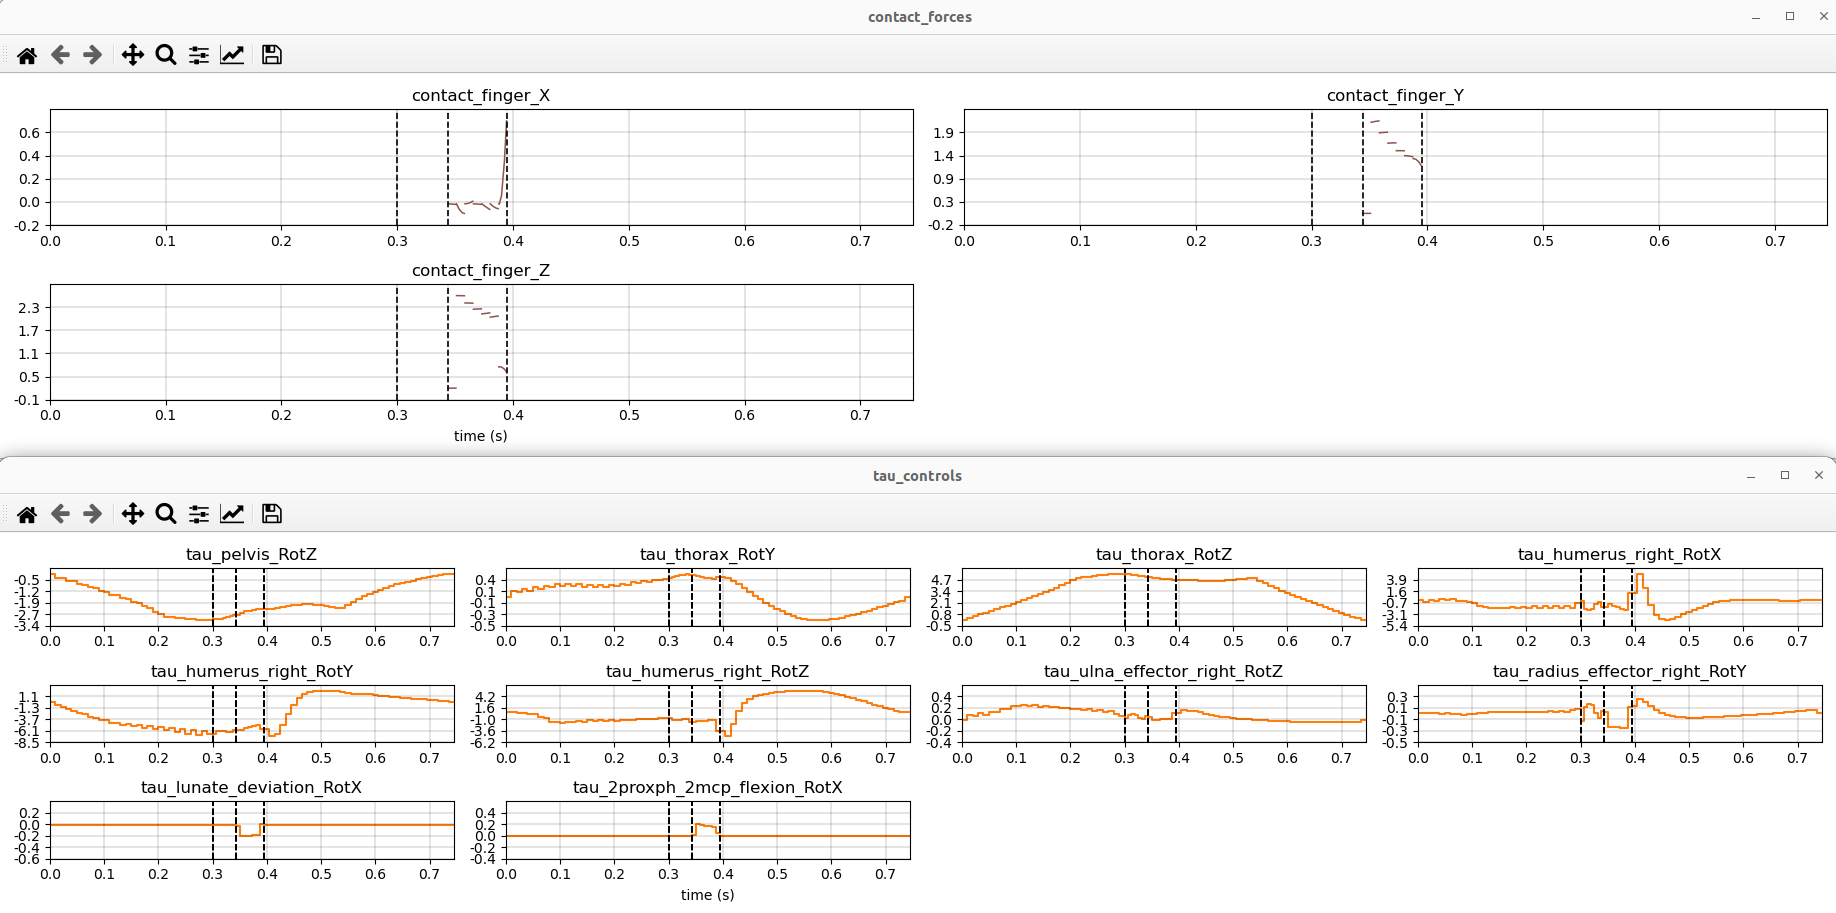 contact_forces
contact_finger_X
contact_finger_Y
0.6
0.4
0.2
0.0
-0.2
0.0 0.1 0.2 0.3 0.4 0.5 0.6 0.7
1.9
1.4
0.9
0.3
-0.2
0.0 0.1 0.2 0.3 0.4 0.5 0.6 0.7
contact_finger_Z
2.3
1.7
1.1
0.5
-0.1
0.0 0.1 0.2 0.3 0.4 0.5 0.6 0.7
time (s)
tau_controls
tau_pelvis_RotZ
-0.5
-1.2
-1.9
-2.7
-3.4
0.0 0.1 0.2 0.3 0.4 0.5 0.6 0.7
tau_thorax_RotY
0.4
0.1
-0.1
-0.3
-0.5
0.0 0.1 0.2 0.3 0.4 0.5 0.6 0.7
tau_thorax_RotZ
4.7
3.4
2.1
0.8
-0.5
0.0 0.1 0.2 0.3 0.4 0.5 0.6 0.7
tau_humerus_right_RotX
3.9
1.6
-0.7
-3.1
-5.4
0.0 0.1 0.2 0.3 0.4 0.5 0.6 0.7
tau_humerus_right_RotY
1.1
-1.3
-3.7
-6.1
-8.5
0.0 0.1 0.2 0.3 0.4 0.5 0.6 0.7
tau_humerus_right_RotZ
4.2
1.6
-1.0
-3.6
-6.2
0.0 0.1 0.2 0.3 0.4 0.5 0.6 0.7
tau_ulna_effector_right_RotZ
0.4
0.2
0.0
-0.2
-0.4
0.0 0.1 0.2 0.3 0.4 0.5 0.6 0.7
tau_radius_effector_right_RotY
0.3
0.1
-0.1
-0.3
-0.5
0.0 0.1 0.2 0.3 0.4 0.5 0.6 0.7
tau_lunate_deviation_RotX
0.2
0.0
-0.2
-0.4
-0.6
0.0 0.1 0.2 0.3 0.4 0.5 0.6 0.7
tau_2proxph_2mcp_flexion_RotX
0.4
0.2
0.0
-0.2
-0.4
0.0 0.1 0.2 0.3 0.4 0.5 0.6 0.7
time (s)